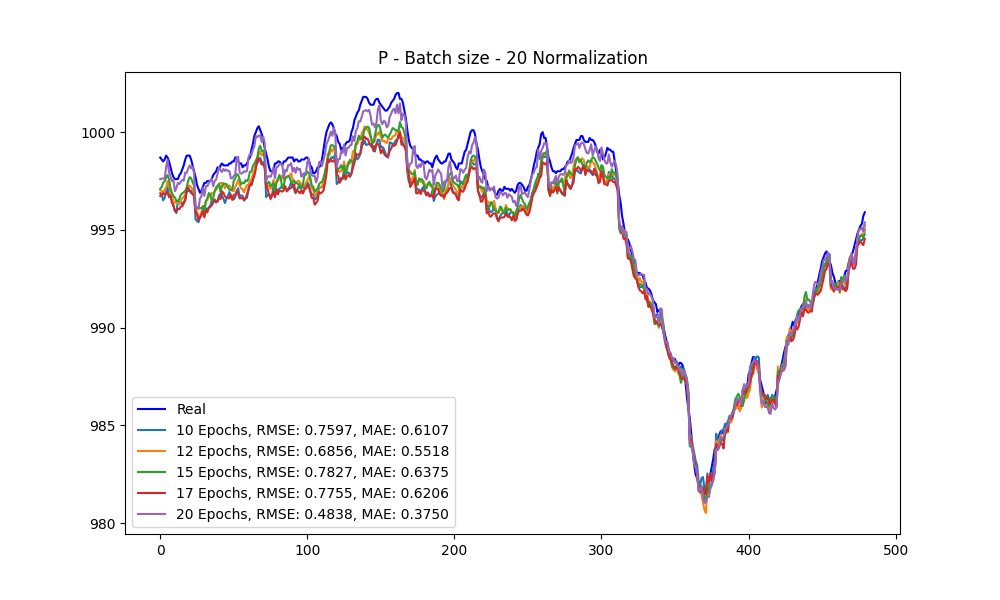 P - Batch size - 20 Normalization
1000
995
990
985
980
Real
10 Epochs, RMSE: 0.7597, MAE: 0.6107
12 Epochs, RMSE: 0.6856, MAE: 0.5518
15 Epochs, RMSE: 0.7827, MAE: 0.6375
17 Epochs, RMSE: 0.7755, MAE: 0.6206
20 Epochs, RMSE: 0.4838, MAE: 0.3750
0 100 200 300 400 500